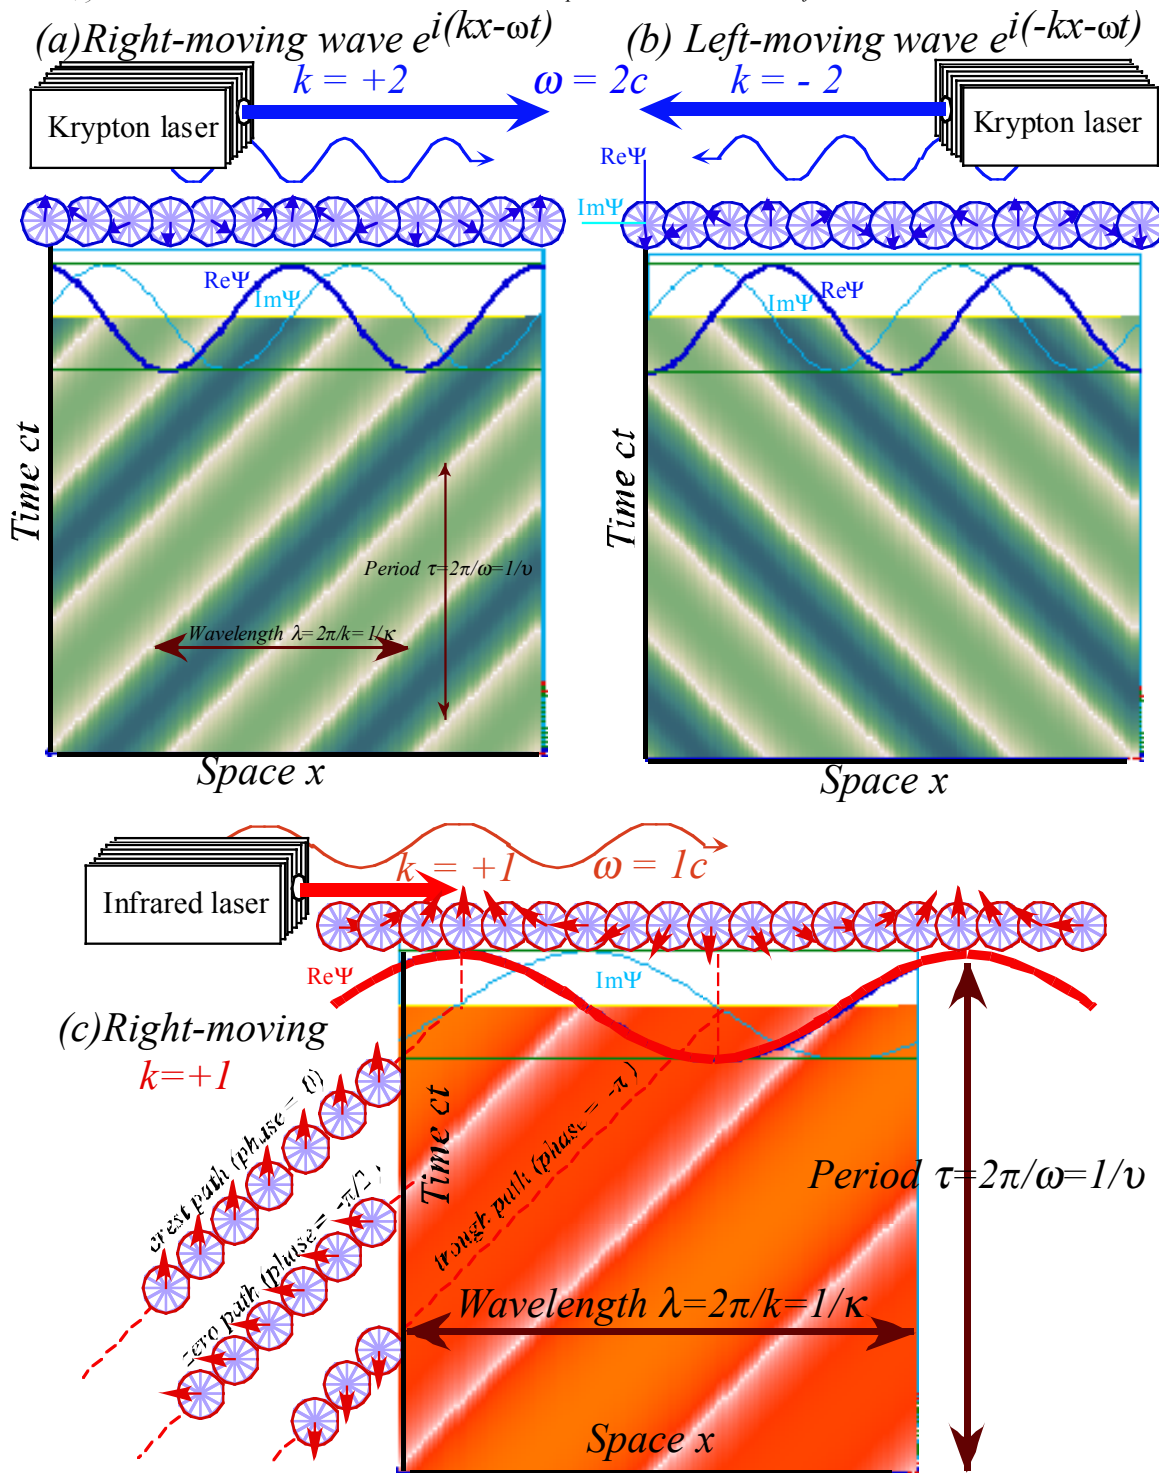 (a)Right-moving wave e^i(kx-ωt)
(b) Left-moving wave e^i(-kx-ωt)
k = +2
ω = 2c
k = - 2
Krypton laser
Krypton laser
ReΨ
ImΨ
ReΨ
ImΨ
ReΨ
ImΨ
Time ct
Time ct
Period τ=2π/ω=1/υ
Wavelength λ=2π/k=1/κ
Space x
Space x
Infrared laser
k = +1
ω = 1c
ReΨ
ImΨ
(c)Right-moving
k=+1
crest path (phase = 0)
zero path (phase = -π/2)
trough path (phase = -π)
Time ct
Period τ=2π/ω=1/υ
Wavelength λ=2π/k=1/κ
Space x